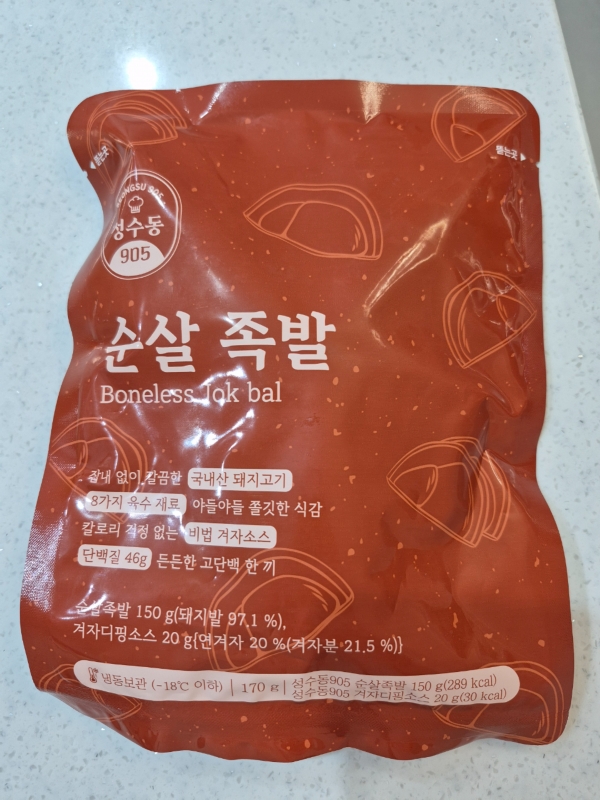 뜯는곳
뜯는곳
SEONGSU 905
성수동
905
순살 족발
Boneless Jok bal
잡내 없이 깔끔한 국내산 돼지고기
8가지 육수 재료 야들야들 쫄깃한 식감
칼로리 걱정 없는 비법 겨자소스
단백질 46g 든든한 고단백 한 끼
순살족발 150 g(돼지발 97.1 %),
겨자디핑소스 20 g{연겨자 20 %(겨자분 21.5 %)}
냉동보관 (-18℃ 이하) | 170 g | 성수동905 순살족발 150 g(289 kcal)
성수동905 겨자디핑소스 20 g(30 kcal)